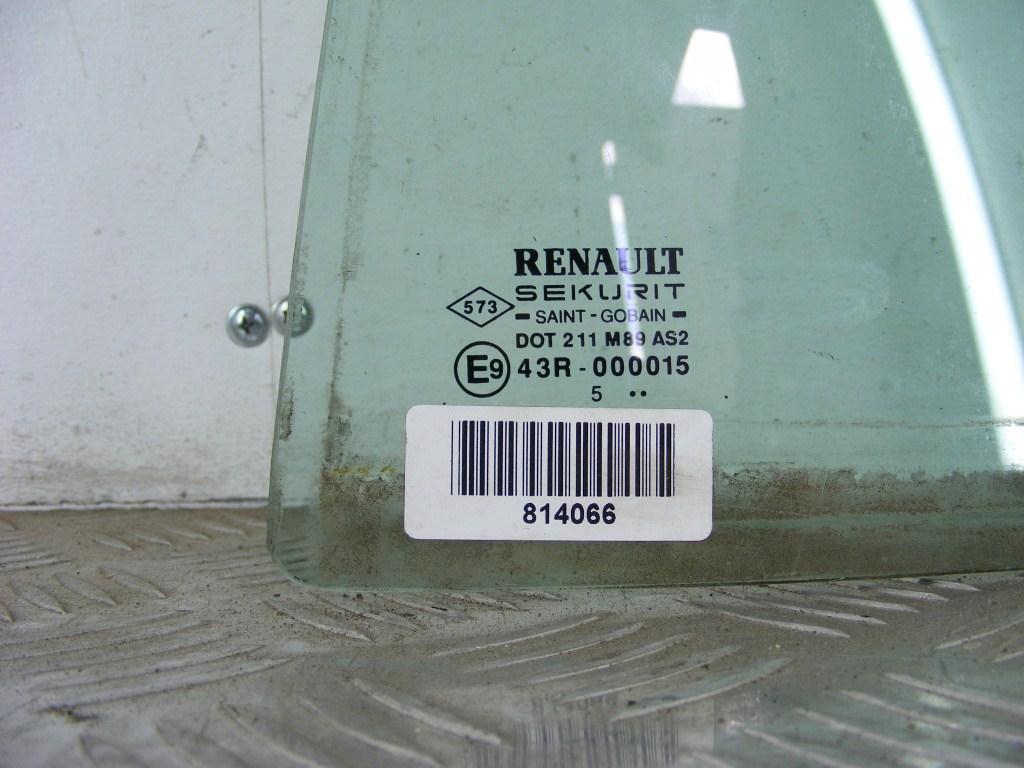 RENAULT
573
SEKURIT
SAINT - GOBAIN
DOT 211 M89 AS2
E9 43R - 000015
5 ..
814066